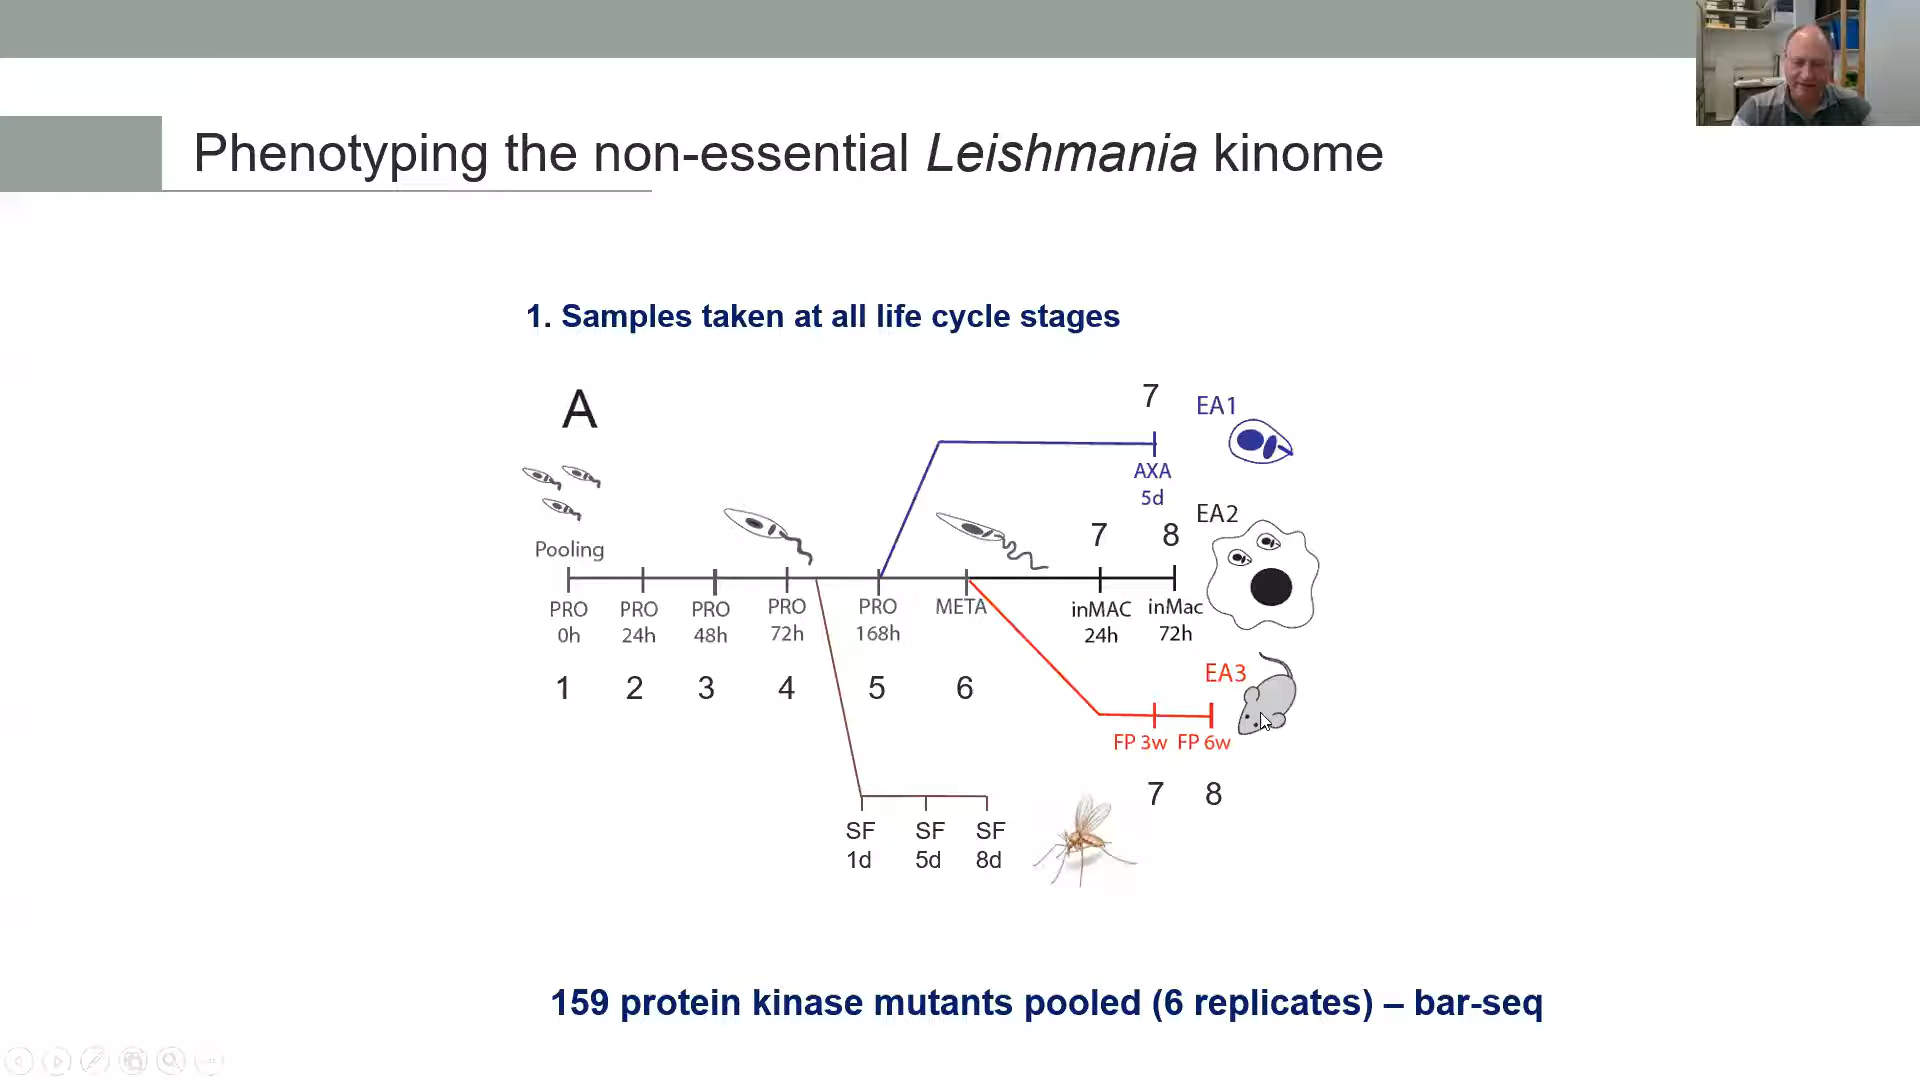 Phenotyping the non-essential Leishmania kinome
1. Samples taken at all life cycle stages
A
7
EA1
AXA
5d
EA2
7
8
Pooling
PRO
0h
PRO
24h
PRO
48h
PRO
72h
PRO
168h
META
inMAC
24h
inMac
72h
1
2
3
4
5
6
EA3
FP 3w
FP 6w
7
8
SF
1d
SF
5d
SF
8d
159 protein kinase mutants pooled (6 replicates) – bar-seq